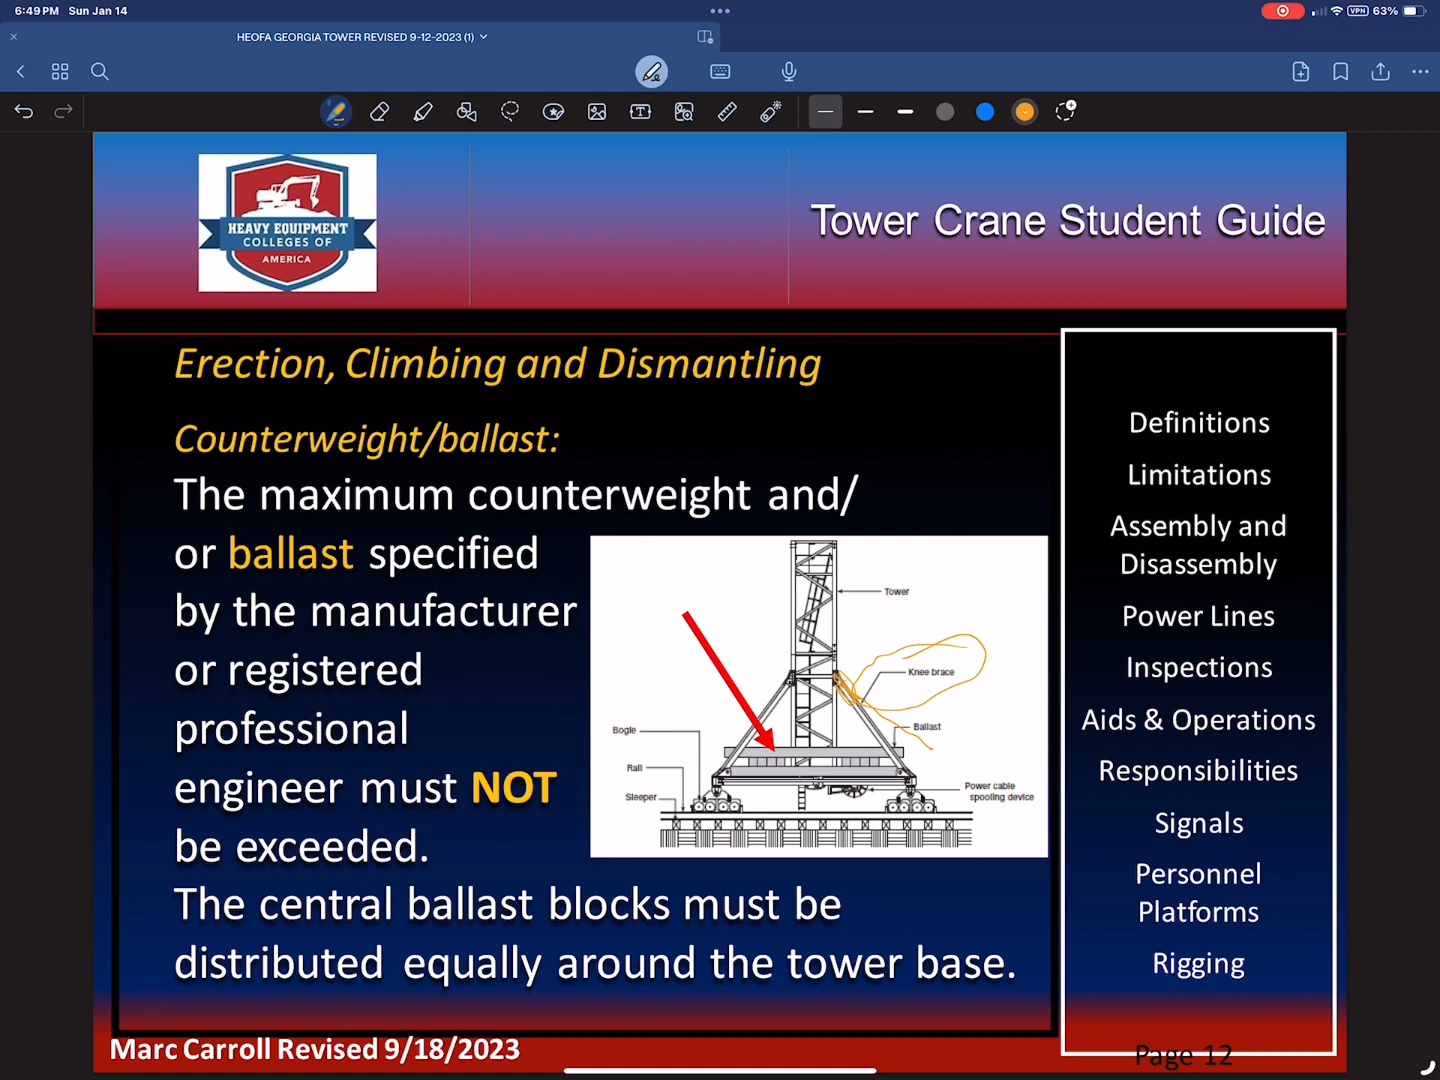 6:49 PM Sun Jan 14
VPN 63%
HEOFA GEORGIA TOWER REVISED 9-12-2023 (1)
HEAVY EQUIPMENT
COLLEGES OF
AMERICA
Tower Crane Student Guide
Erection, Climbing and Dismantling
Counterweight/ballast:
The maximum counterweight and/
or ballast specified
by the manufacturer
or registered
professional
engineer must NOT
be exceeded.
The central ballast blocks must be
distributed equally around the tower base.
Tower
Knee brace
Ballast
Bogie
Rail
Sleeper
Power cable
spooling device
Definitions
Limitations
Assembly and
Disassembly
Power Lines
Inspections
Aids & Operations
Responsibilities
Signals
Personnel
Platforms
Rigging
Marc Carroll Revised 9/18/2023
Page 12